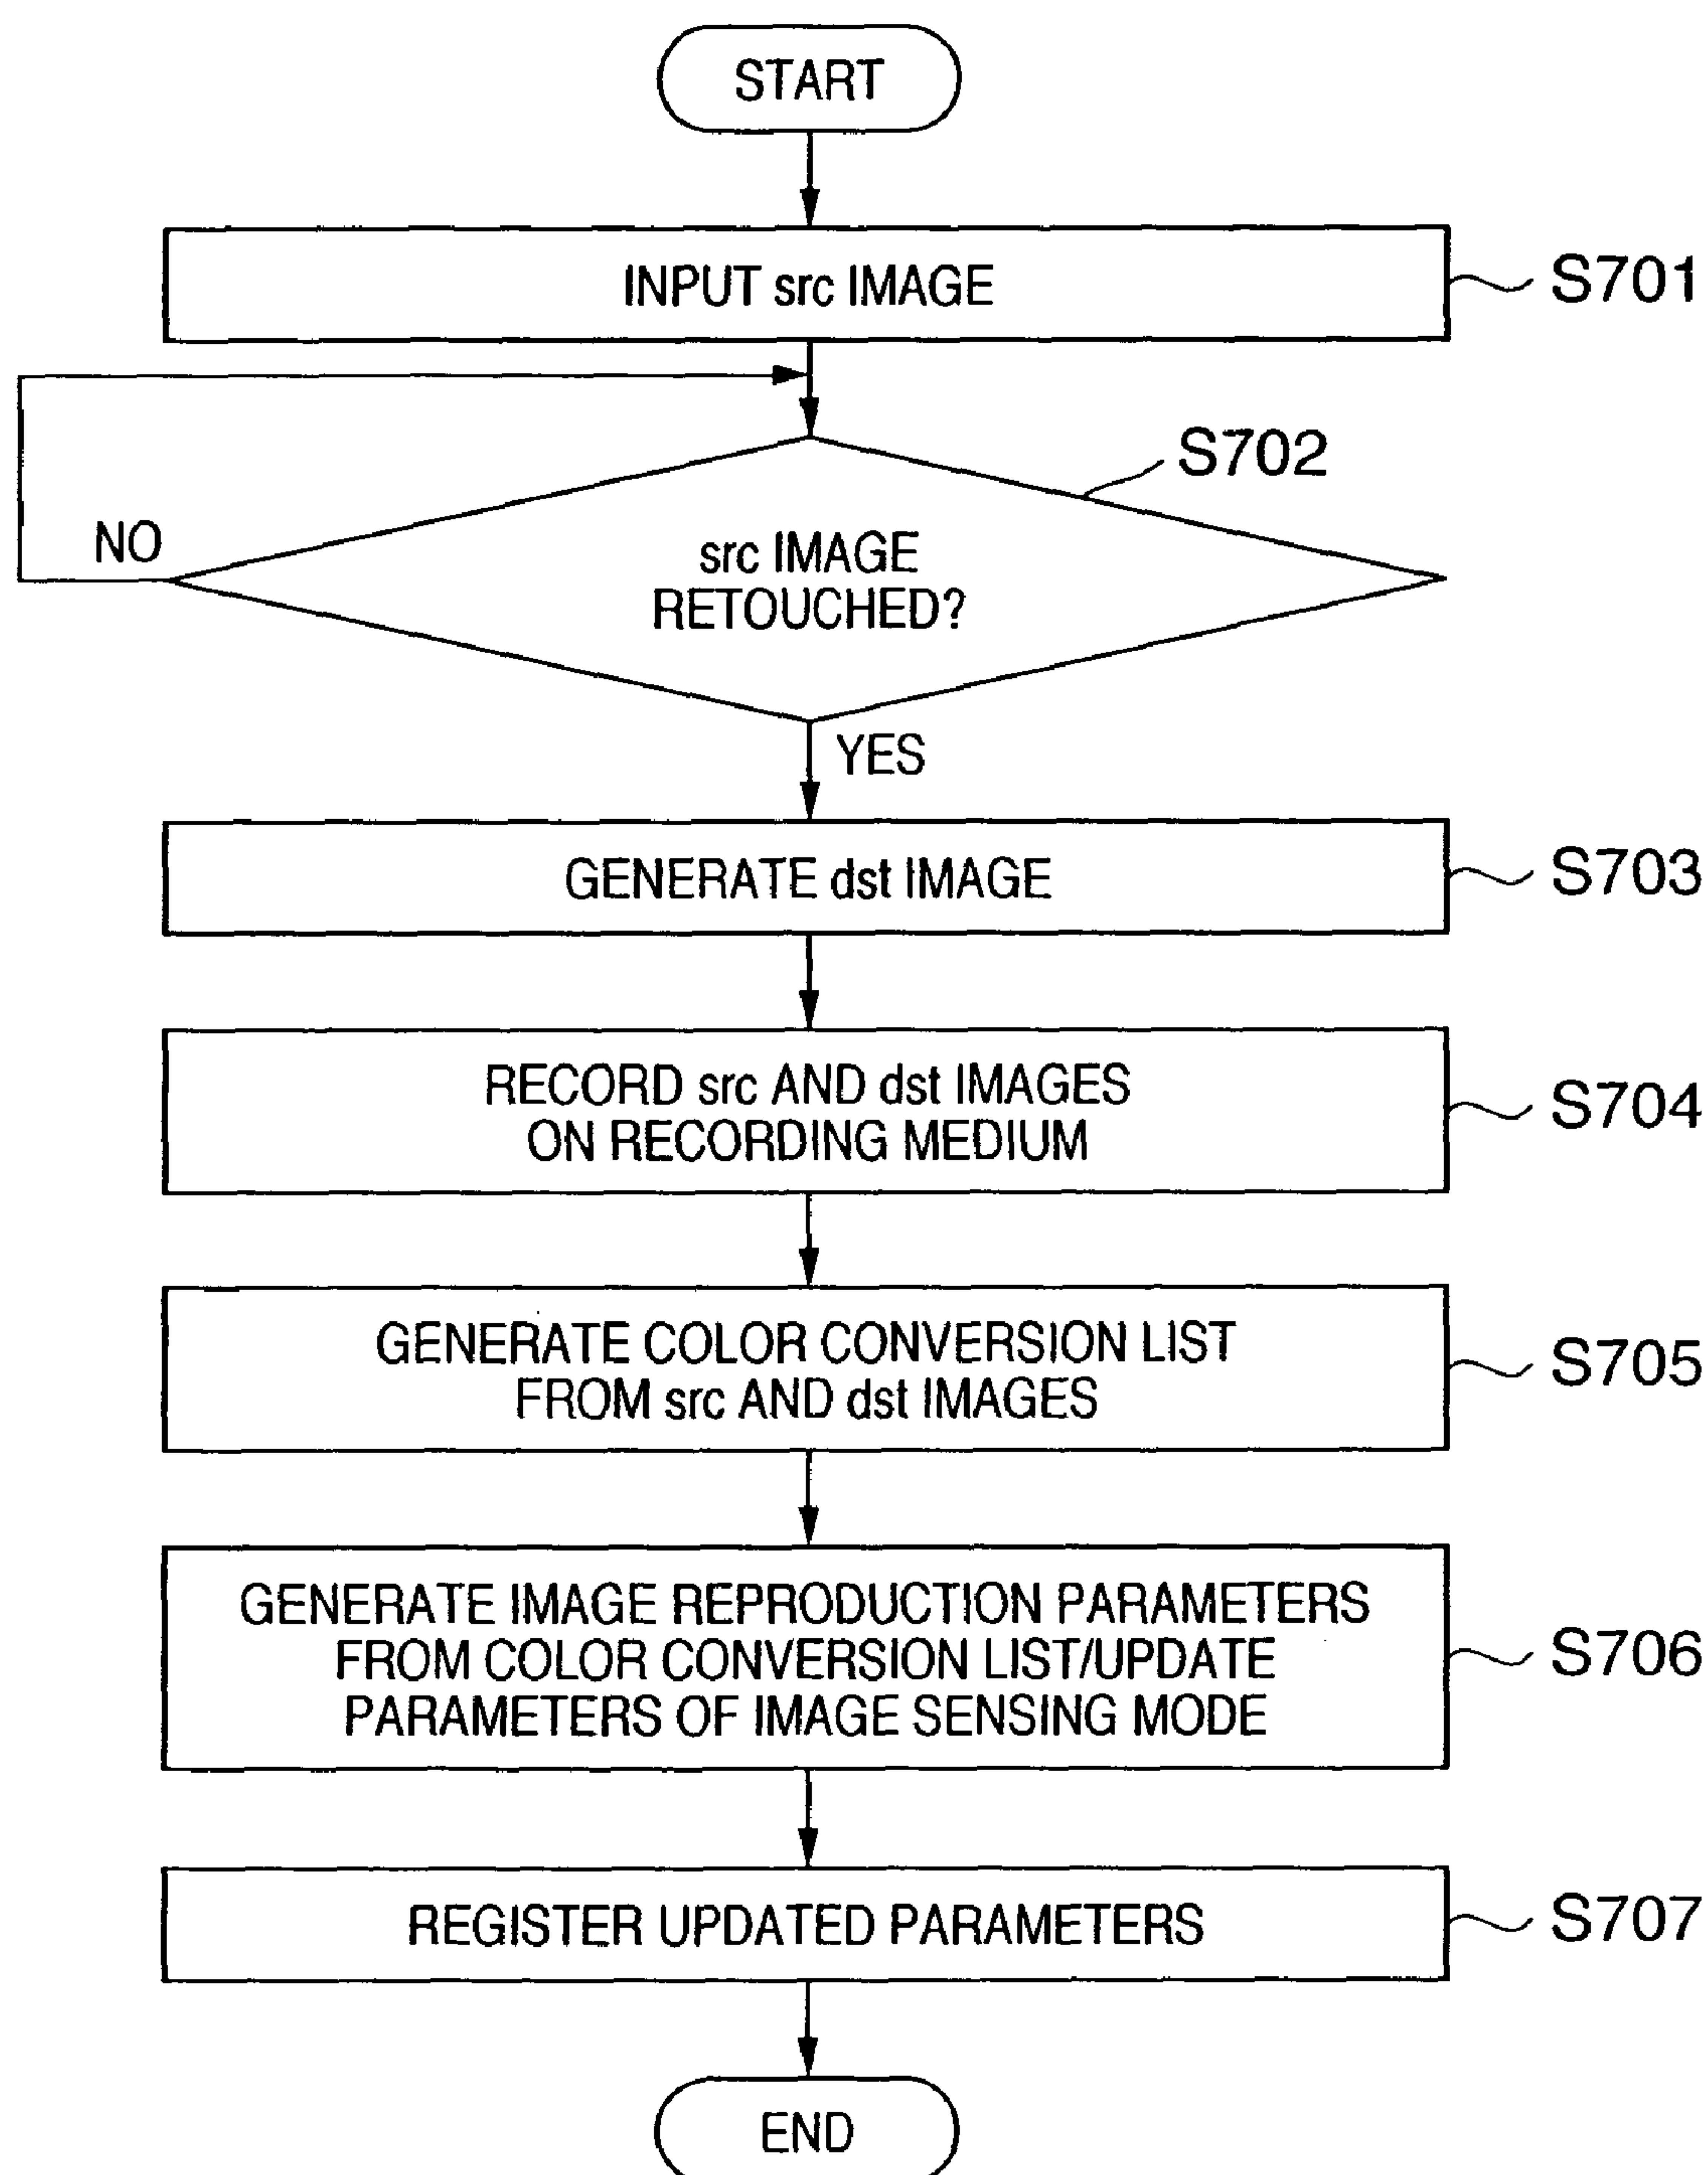 START
INPUT src IMAGE
S701
S702
NO
src IMAGE
RETOUCHED?
YES
GENERATE dst IMAGE
S703
RECORD src AND dst IMAGES
ON RECORDING MEDIUM
S704
GENERATE COLOR CONVERSION LIST
FROM src AND dst IMAGES
S705
GENERATE IMAGE REPRODUCTION PARAMETERS
FROM COLOR CONVERSION LIST/UPDATE
PARAMETERS OF IMAGE SENSING MODE
S706
REGISTER UPDATED PARAMETERS
S707
END